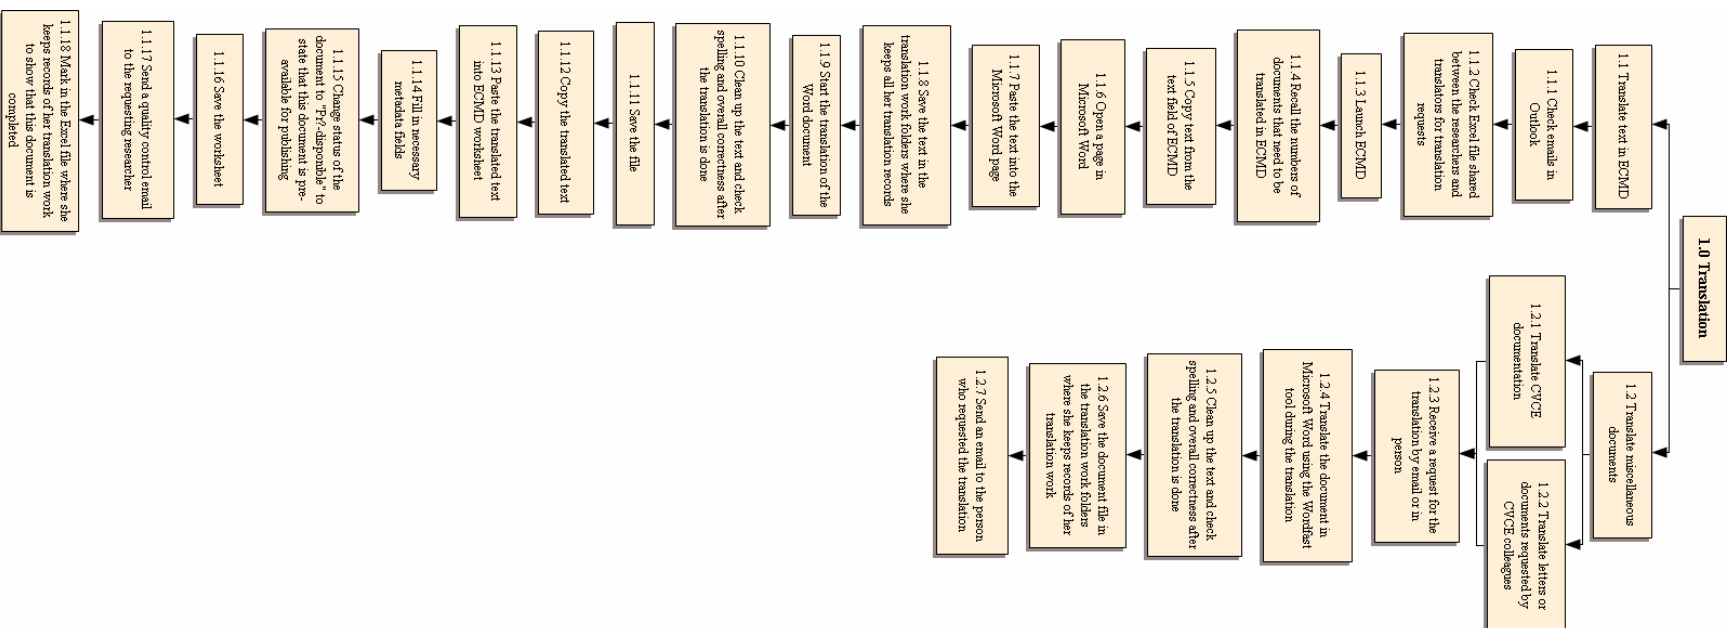 1.0 Translation
1.1 Translate text in ECMD
1.1.1 Check emails in
Outlook
1.1.2 Check Excel file shared
between the researchers and
translators for translation
requests
1.1.3 Launch ECMD
1.1.4 Recall the numbers of
documents that need to be
translated in ECMD
1.1.5 Copy text from the
text field of ECMD
1.1.6 Open a page in
Microsoft Word
1.1.7 Paste the text into the
Microsoft Word page
1.1.8 Save the text in the
translation work folders where she
keeps all her translation records
1.1.9 Start the translation of the
Word document
1.1.10 Clean up the text and check
spelling and overall correctness after
the translation is done
1.1.11 Save the file
1.1.12 Copy the translated text
1.1.13 Paste the translated text
into ECMD worksheet
1.1.14 Fill in necessary
metadata fields
1.1.15 Change status of the
document to "Pr?-disponible" to
state that this document is pre-
available for publishing
1.1.16 Save the worksheet
1.1.17 Send a quality control email
to the requesting researcher
1.1.18 Mark in the Excel file where she
keeps records of her translation work
to show that this document is
completed
1.2 Translate miscellaneous
documents
1.2.1 Translate CVCE
documentation
1.2.2 Translate letters or
documents requested by
CVCE colleagues
1.2.3 Receive a request for the
translation by email or in
person
1.2.4 Translate the document in
Microsoft Word using the Wordfast
tool during the translation
1.2.5 Clean up the text and check
spelling and overall correctness after
the translation is done
1.2.6 Save the document file in
the translation work folders
where she keeps records of her
translation work
1.2.7 Send an email to the person
who requested the translation